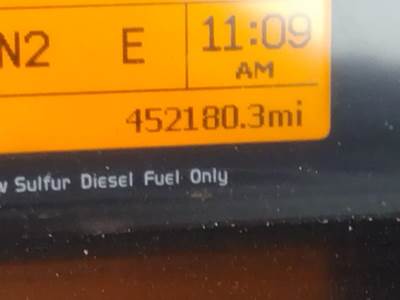 N2 E 11:09
AM
452180.3mi
Sulfur Diesel Fuel Only